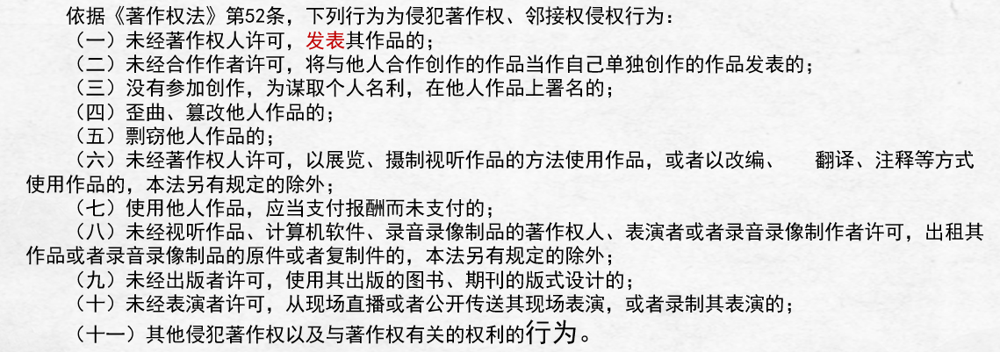 依据《著作权法》第52条，下列行为为侵犯著作权、邻接权侵权行为：
（一）未经著作权人许可，发表其作品的；
（二）未经合作作者许可，将与他人合作创作的作品当作自己单独创作的作品发表的；
（三）没有参加创作，为谋取个人名利，在他人作品上署名的；
（四）歪曲、篡改他人作品的；
（五）剽窃他人作品的；
（六）未经著作权人许可，以展览、摄制视听作品的方法使用作品，或者以改编、 翻译、注释等方式
使用作品的，本法另有规定的除外；
（七）使用他人作品，应当支付报酬而未支付的；
（八）未经视听作品、计算机软件、录音录像制品的著作权人、表演者或者录音录像制作者许可，出租其
作品或者录音录像制品的原件或者复制件的，本法另有规定的除外；
（九）未经出版者许可，使用其出版的图书、期刊的版式设计的；
（十）未经表演者许可，从现场直播或者公开传送其现场表演，或者录制其表演的；
（十一）其他侵犯著作权以及与著作权有关的权利的行为。